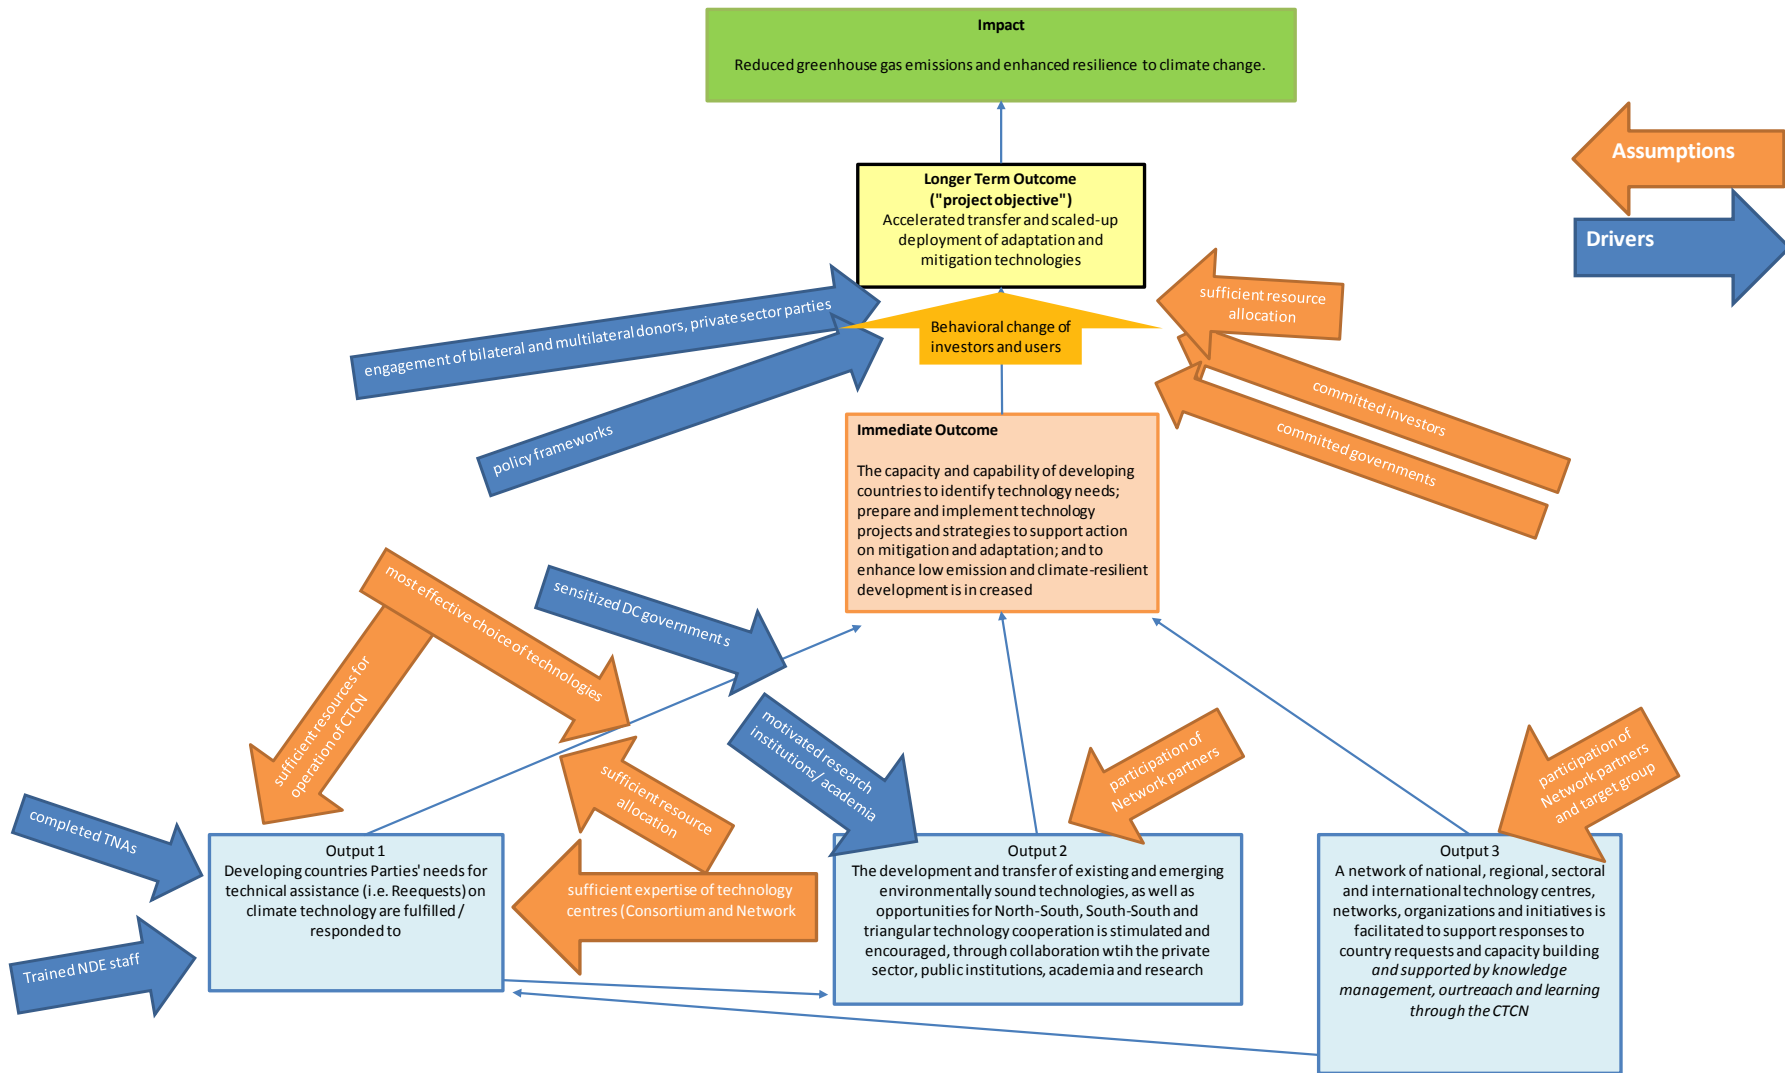 Impact
Reduced greenhouse gas emissions and enhanced resilience to climate change.
Assumptions
Drivers
Longer Term Outcome
("project objective")
Accelerated transfer and scaled-up
deployment of adaptation and
mitigation technologies
engagement of bilateral and multilateral donors, private sector parties
policy frameworks
Behavioral change of
investors and users
sufficient resource
allocation
committed investors
committed governments
Immediate Outcome
The capacity and capability of developing
countries to identify technology needs;
prepare and implement technology
projects and strategies to support action
on mitigation and adaptation; and to
enhance low emission and climate-resilient
development is in creased
most effective choice of technologies
sufficient resources for
operation of CTCN
sensitized DC governments
motivated research
institutions/ academia
sufficient resource
allocation
participation of
Network partners
participation of
Network partners
and target group
completed TNAs
Trained NDE staff
Output 1
Developing countries Parties' needs for
technical assistance (i.e. Reequests) on
climate technology are fulfilled /
responded to
sufficient expertise of technology
centres (Consortium and Network
Output 2
The development and transfer of existing and emerging
environmentally sound technologies, as well as
opportunities for North-South, South-South and
triangular technology cooperation is stimulated and
encouraged, through collaboration wtih the private
sector, public institutions, academia and research
Output 3
A network of national, regional, sectoral
and international technology centres,
networks, organizations and initiatives is
facilitated to support responses to
country requests and capacity building
and supported by knowledge
management, ourtreaach and learning
through the CTCN